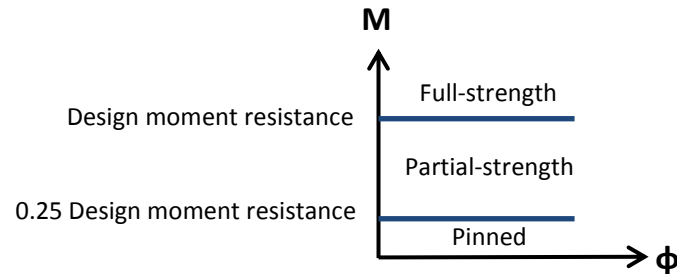 M
Full-strength
Design moment resistance
Partial-strength
0.25 Design moment resistance
Pinned
ϕ